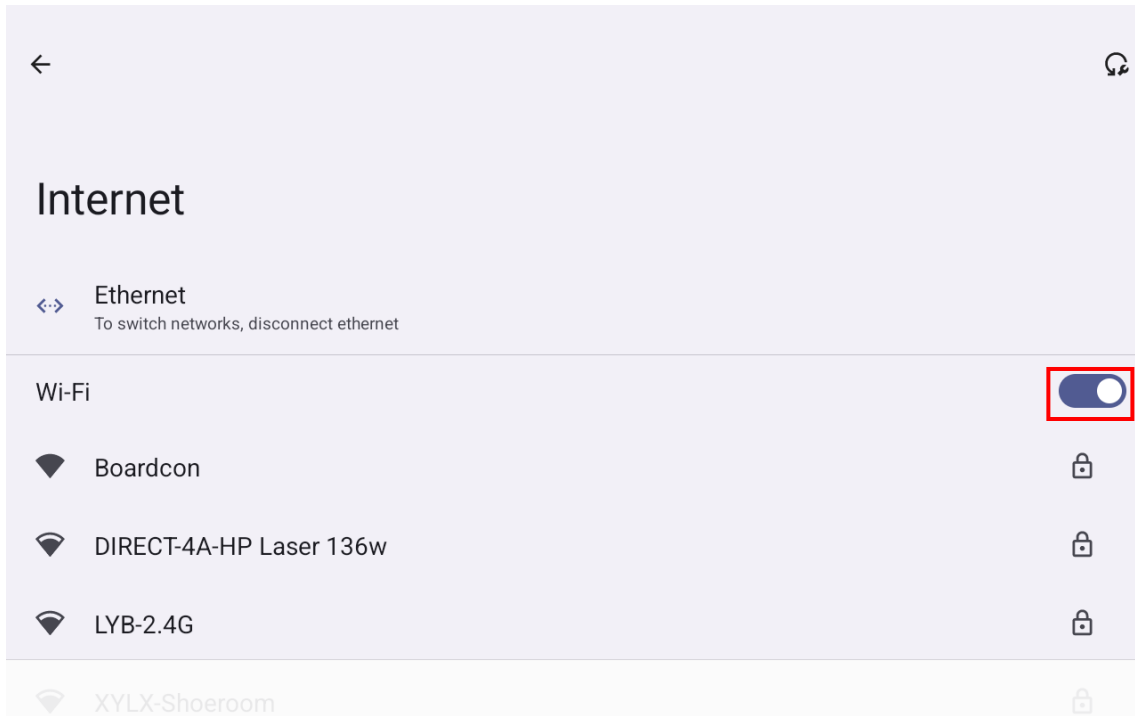 Internet
Ethernet
To switch networks, disconnect ethernet
Wi-Fi
Boardcon
DIRECT-4A-HP Laser 136w
LYB-2.4G
XYLX-Shoeroom